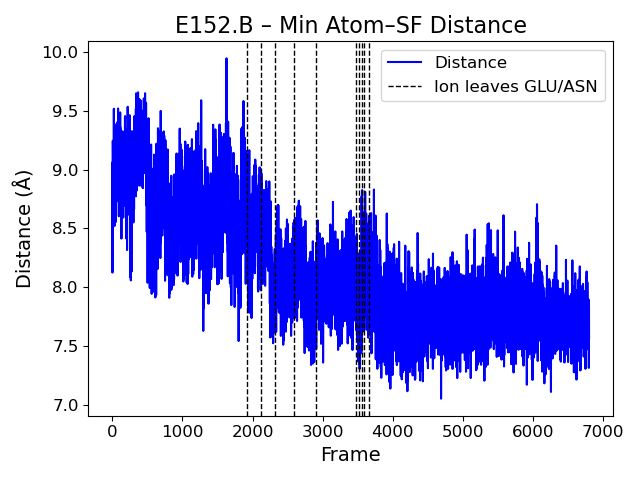 E152.B – Min Atom–SF Distance
10.0
9.5
9.0
8.5
8.0
7.5
7.0
Distance (Å)
Distance
Ion leaves GLU/ASN
0 1000 2000 3000 4000 5000 6000 7000
Frame